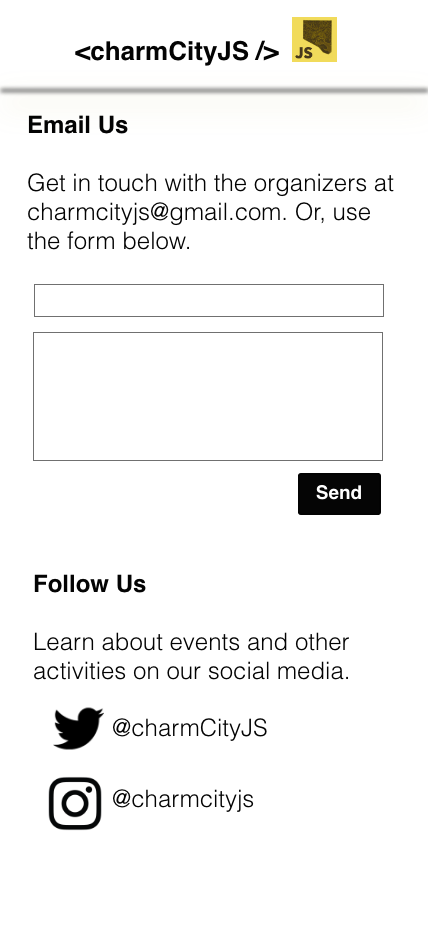 <charmCityJS />
JS
Email Us
Get in touch with the organizers at
charmcityjs@gmail.com. Or, use
the form below.
Send
Follow Us
Learn about events and other
activities on our social media.
@charmCityJS
@charmcityjs